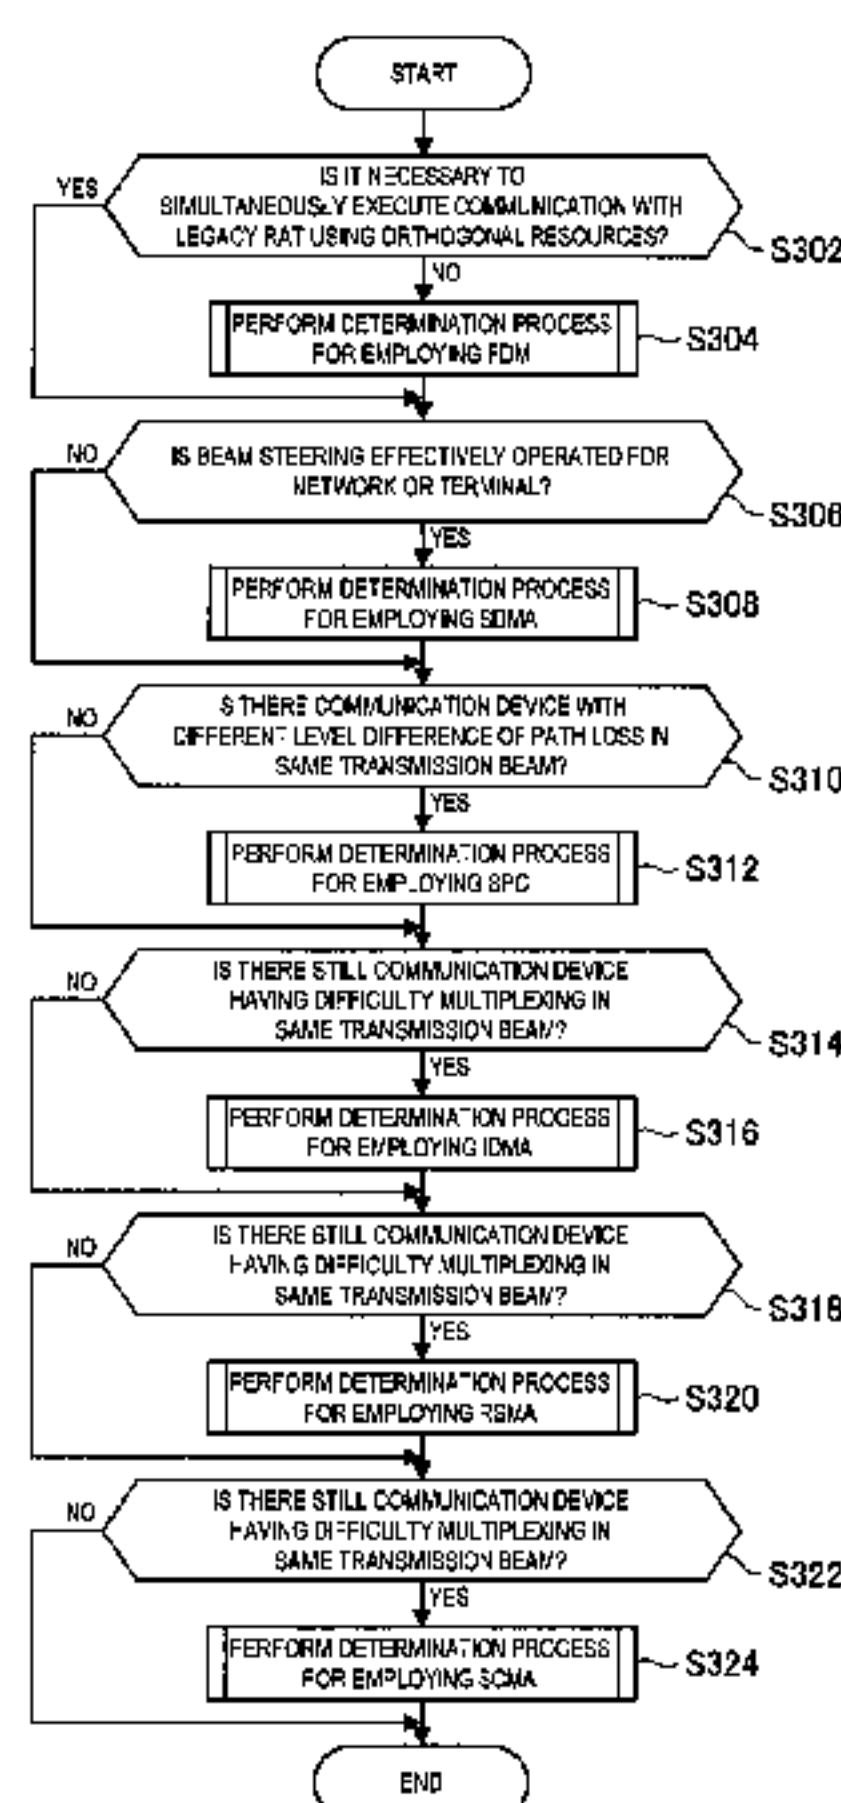 START
IS IT NECESSARY TO
SIMULTANEOUSLY EXECUTE COMMUNICATION WITH
LEGACY RAT USING ORTHOGONAL RESOURCES?
YES
S302
NO
PERFORM DETERMINATION PROCESS
FOR EMPLOYING FDM
S304
IS BEAM STEERING EFFECTIVELY OPERATED FOR
NETWORK OR TERMINAL?
NO
S306
YES
PERFORM DETERMINATION PROCESS
FOR EMPLOYING SDMA
S308
IS THERE COMMUNICATION DEVICE WITH
DIFFERENT LEVEL DIFFERENCE OF PATH LOSS IN
SAME TRANSMISSION BEAM?
NO
S310
YES
PERFORM DETERMINATION PROCESS
FOR EMPLOYING SPC
S312
IS THERE STILL COMMUNICATION DEVICE
HAVING DIFFICULTY MULTIPLEXING IN
SAME TRANSMISSION BEAM?
NO
S314
YES
PERFORM DETERMINATION PROCESS
FOR EMPLOYING IDMA
S316
IS THERE STILL COMMUNICATION DEVICE
HAVING DIFFICULTY MULTIPLEXING IN
SAME TRANSMISSION BEAM?
NO
S318
YES
PERFORM DETERMINATION PROCESS
FOR EMPLOYING RSMA
S320
IS THERE STILL COMMUNICATION DEVICE
HAVING DIFFICULTY MULTIPLEXING IN
SAME TRANSMISSION BEAM?
NO
S322
YES
PERFORM DETERMINATION PROCESS
FOR EMPLOYING SCMA
S324
END